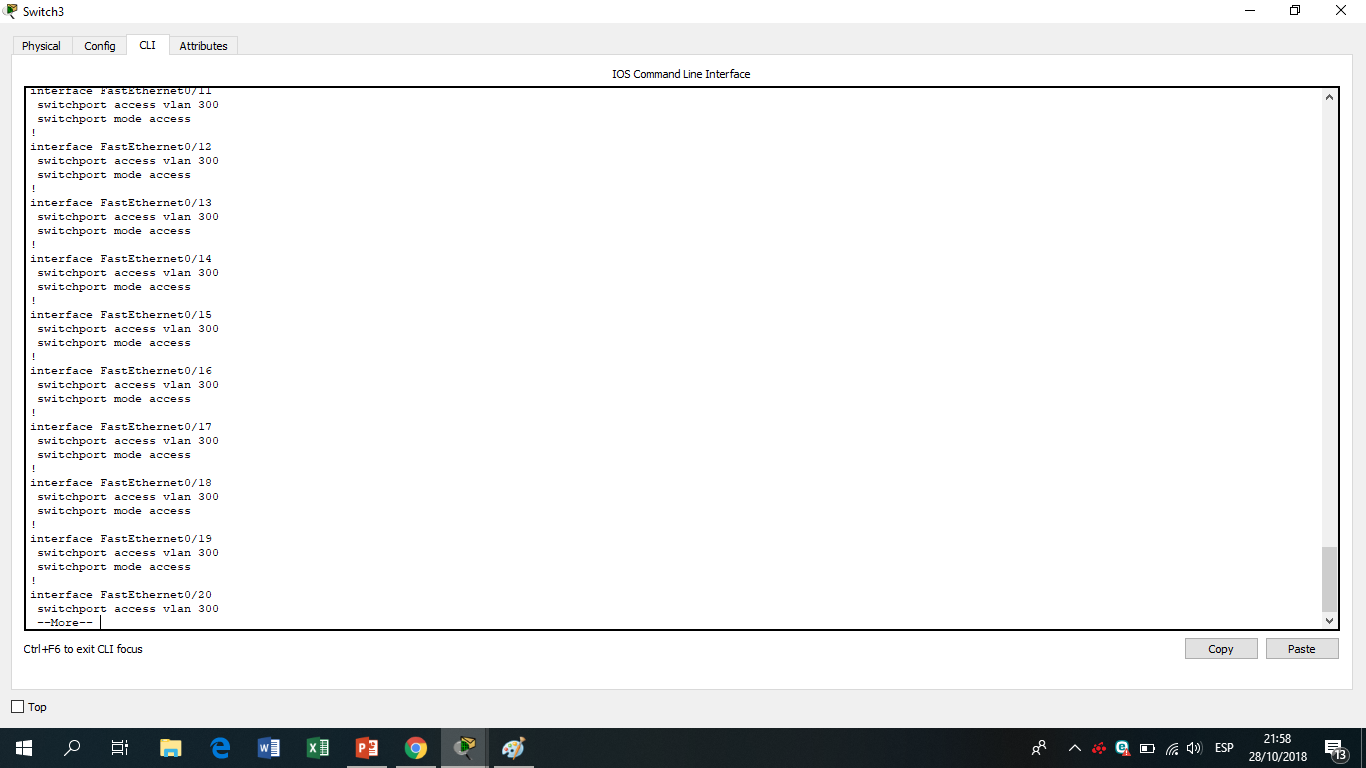 Switch3
Physical Config CLI Attributes
IOS Command Line Interface
interface FastEthernet0/11
 switchport access vlan 300
 switchport mode access
!
interface FastEthernet0/12
 switchport access vlan 300
 switchport mode access
!
interface FastEthernet0/13
 switchport access vlan 300
 switchport mode access
!
interface FastEthernet0/14
 switchport access vlan 300
 switchport mode access
!
interface FastEthernet0/15
 switchport access vlan 300
 switchport mode access
!
interface FastEthernet0/16
 switchport access vlan 300
 switchport mode access
!
interface FastEthernet0/17
 switchport access vlan 300
 switchport mode access
!
interface FastEthernet0/18
 switchport access vlan 300
 switchport mode access
!
interface FastEthernet0/19
 switchport access vlan 300
 switchport mode access
!
interface FastEthernet0/20
 switchport access vlan 300
 --More--
Ctrl+F6 to exit CLI focus
Copy Paste
Top
ESP
21:58
28/10/2018
13